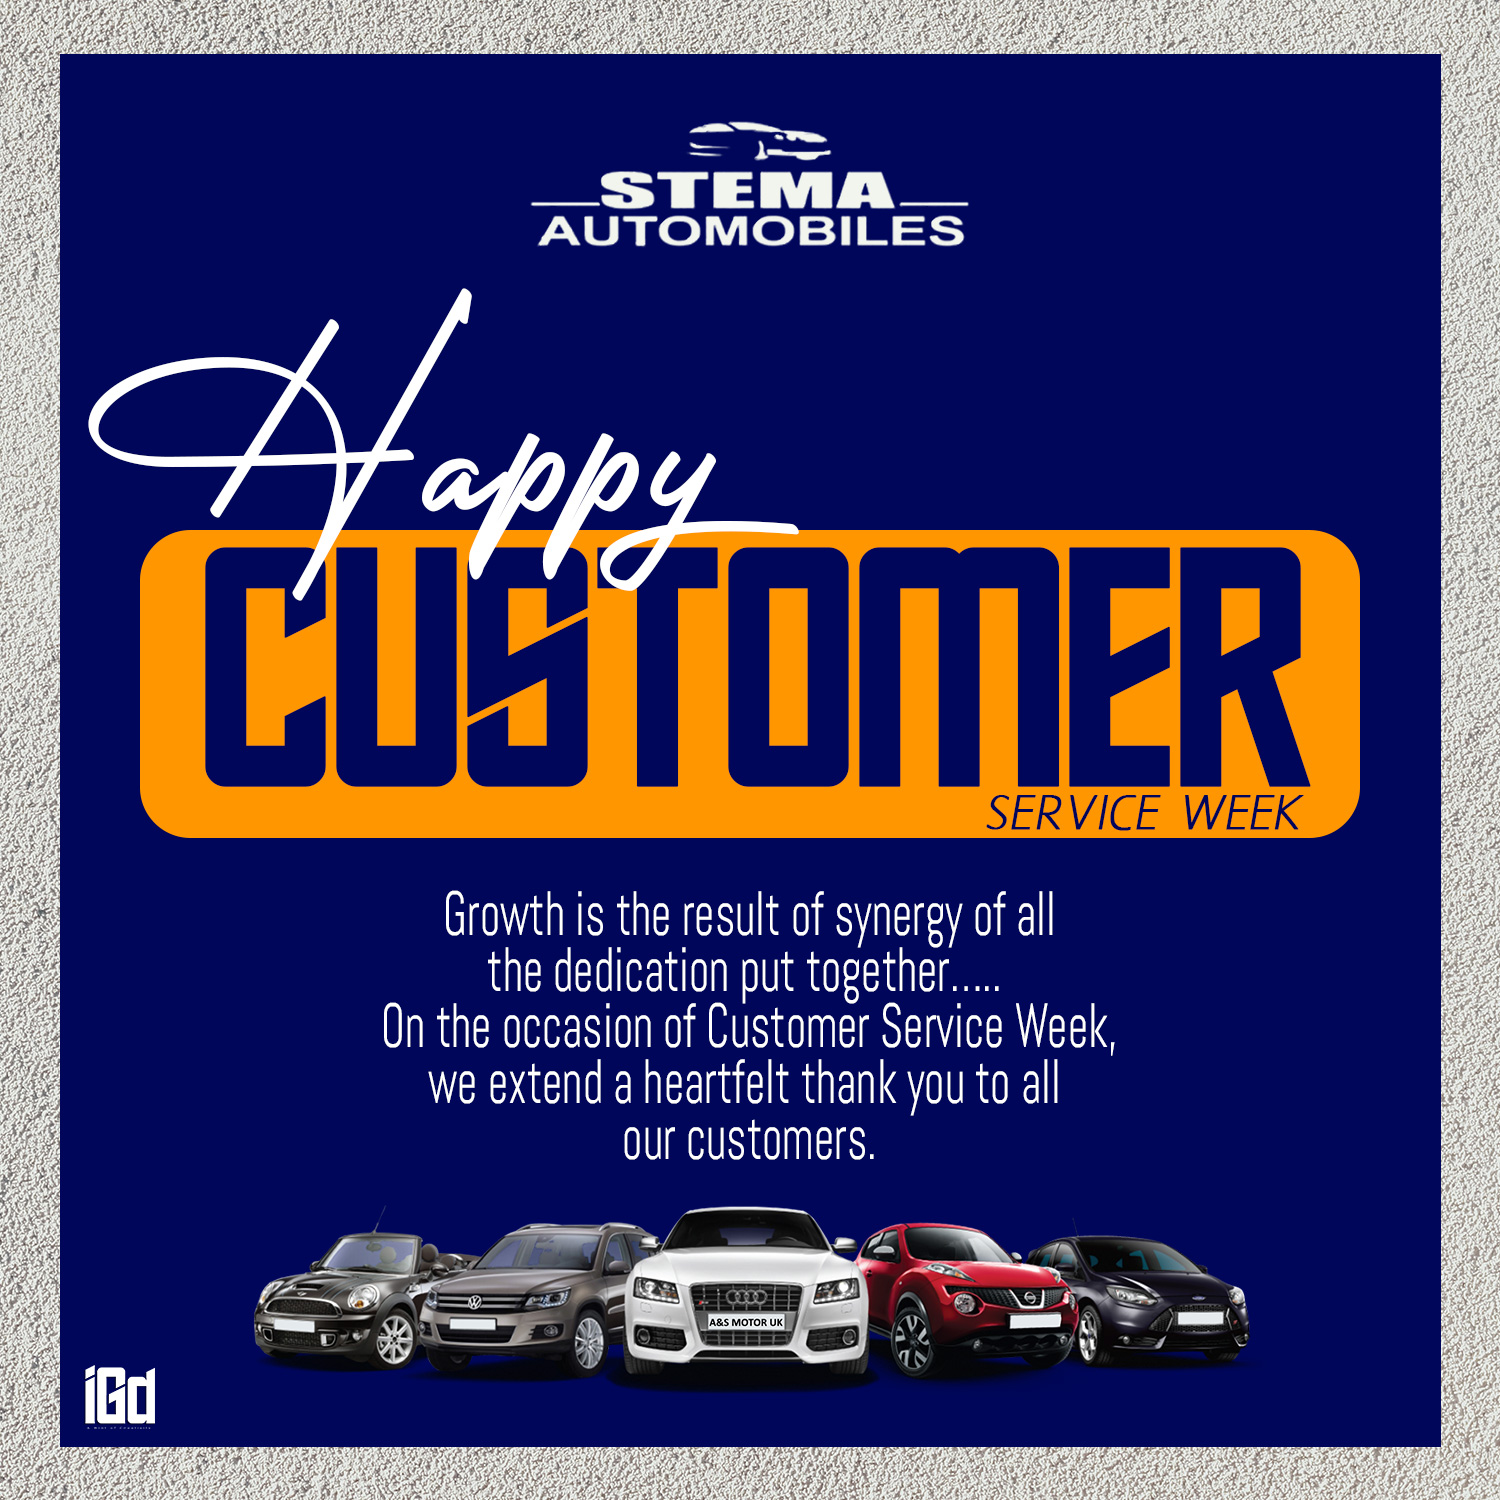 STEMA
AUTOMOBILES
Happy
CUSTOMER
SERVICE WEEK
Growth is the result of synergy of all
the dedication put together.....
On the occasion of Customer Service Week,
we extend a heartfelt thank you to all
our customers.
A&S MOTOR UK
iGd